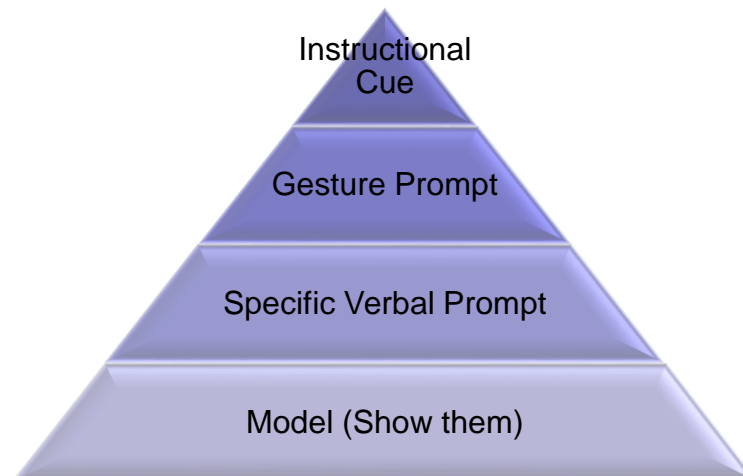 Instructional
Cue
Gesture Prompt
Specific Verbal Prompt
Model (Show them)